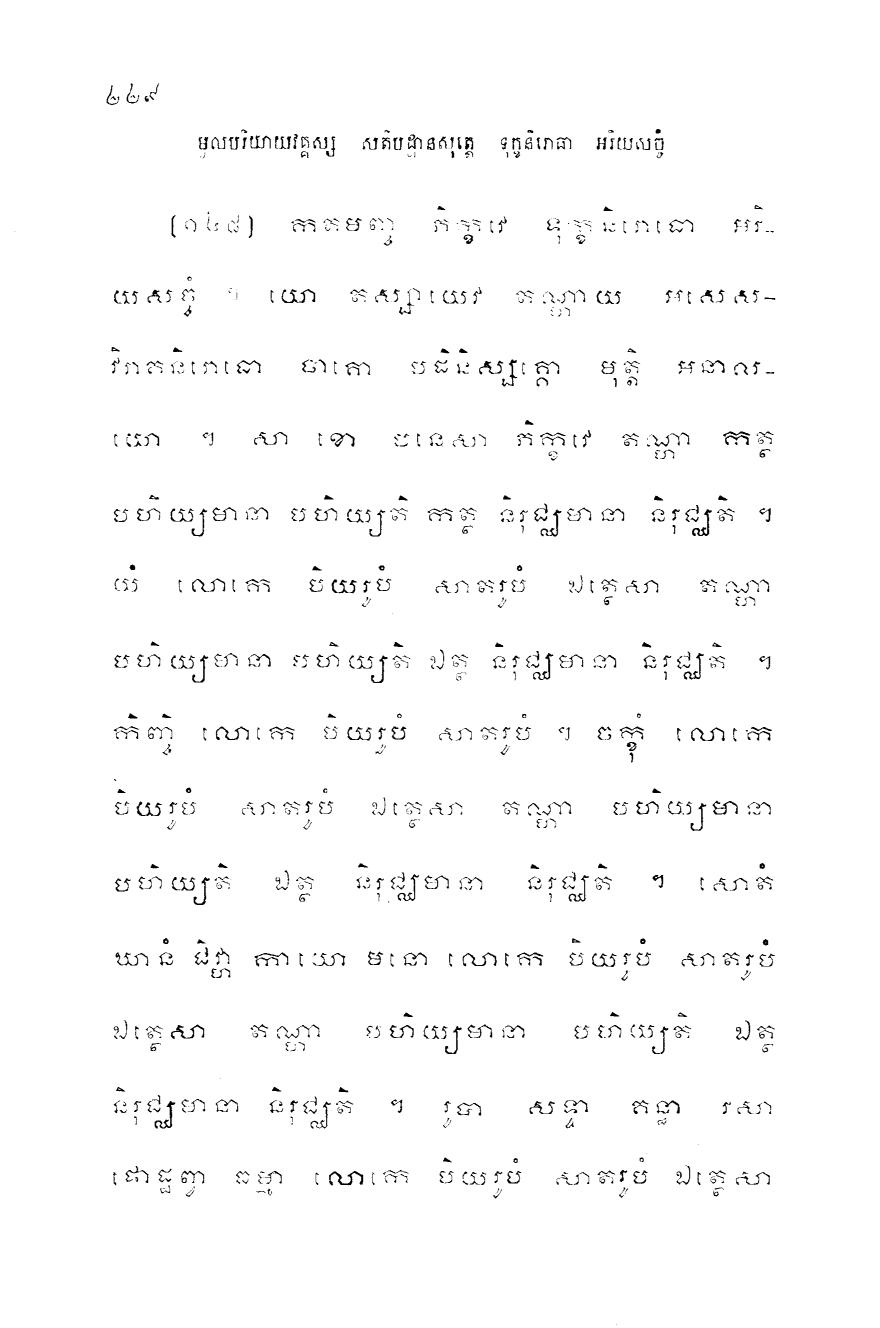 ២២៩
មូលបរិយាយវគ្គស្ស សតិបដ្ឋានសុត្តេ ទុក្ខនិរោធា អរិយសច្ចំ
(១៤៨) កតមញ្ច ភិក្ខវេ ទុក្ខនិរោធោ អរិ-
យសច្ចំ ។ យោ តស្សាយេវ តណ្ហាយ អសេស-
វិរាគនិរោធោ ចាគោ បដិនិស្សគ្គោ មុត្តិ អនាល-
យោ ។ សា ខោ បនេសា ភិក្ខវេ តណ្ហា កត្ថ
បហិយ្យមានា បហិយ្យតិ កត្ថ និរុជ្ឈមានា និរុជ្ឈតិ ។
យំ លោកេ បិយរូបំ សាតរូបំ ឯត្ថេសា តណ្ហា
បហិយ្យមានា បហិយ្យតិ ឯត្ថ និរុជ្ឈមានា និរុជ្ឈតិ ។
កិញ្ចិ លោកេ បិយរូបំ សាតរូបំ ។ ចក្ខុំ លោកេ
បិយរូបំ សាតរូបំ ឯត្ថេសា តណ្ហា បហិយ្យមានា
បហិយ្យតិ ឯត្ថ និរុជ្ឈមានា និរុជ្ឈតិ ។ សោតំ
ឃានំ ជិវ្ហា កាយោ មនោ លោកេ បិយរូបំ សាតរូបំ
ឯត្ថេសា តណ្ហា បហិយ្យមានា បហិយ្យតិ ឯត្ថ
និរុជ្ឈមានា និរុជ្ឈតិ ។ រូបា សទ្ទា គន្ធា រសា
ផោដ្ឋព្វា ធម្មា លោកេ បិយរូបំ សាតរូបំ ឯត្ថេសា